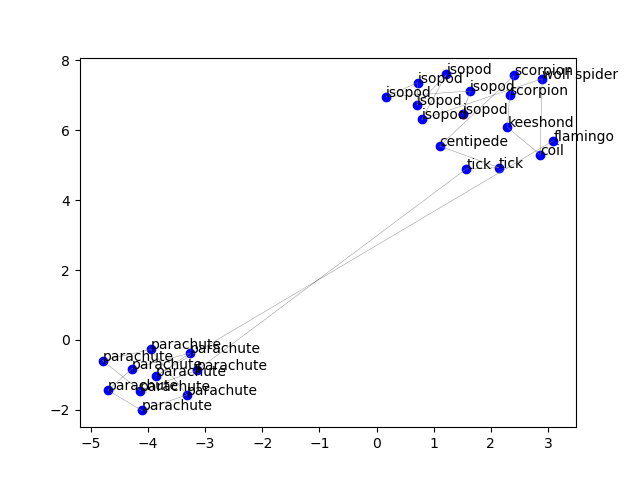 8
isopod
scorpion
wolf spider
isopod
isopod
scorpion
isopod
isopod
isopod
isopod
6
keeshond
flamingo
centipede
coil
tick
tick
4
2
0
parachute
parachute
parachute
parachute
parachute
parachute
parachute
parachute
parachute
parachute
−2
−5
−4
−3
−2
−1
0
1
2
3